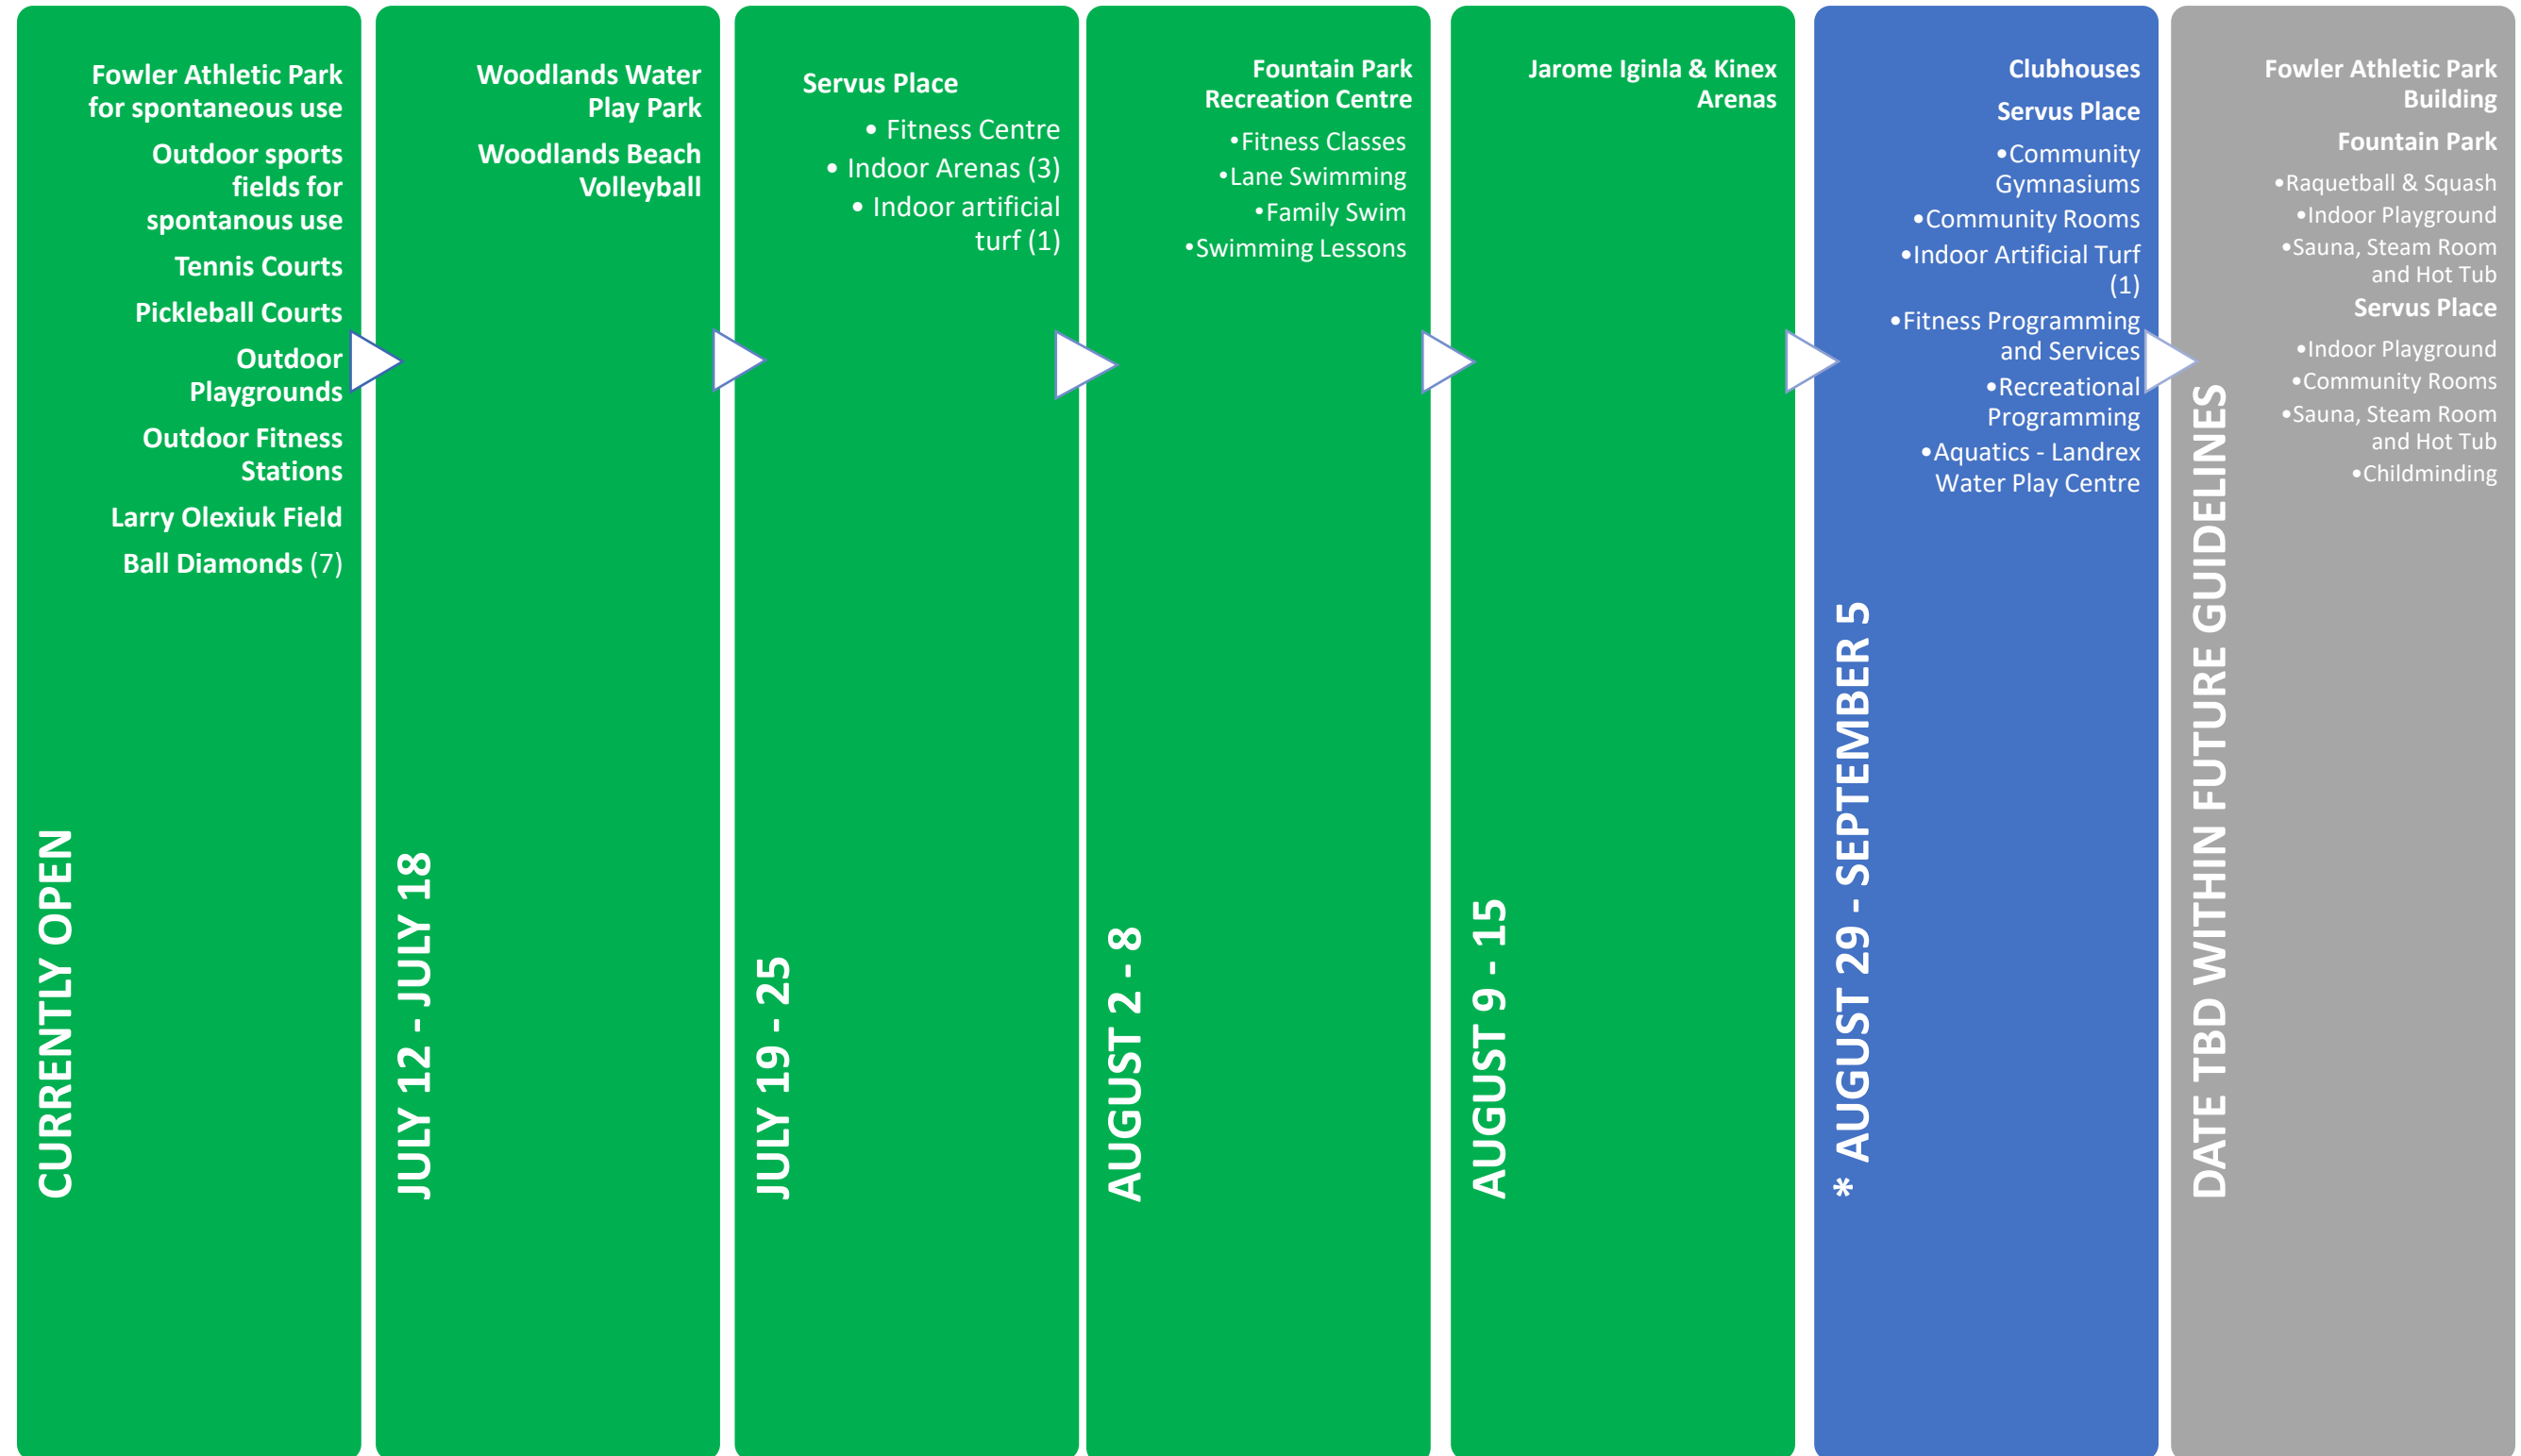 CURRENTLY OPEN
Fowler Athletic Park
for spontaneous use
Outdoor sports
fields for
spontanous use
Tennis Courts
Pickleball Courts
Outdoor
Playgrounds
Outdoor Fitness
Stations
Larry Olexiuk Field
Ball Diamonds (7)
JULY 12 - JULY 18
Woodlands Water
Play Park
Woodlands Beach
Volleyball
JULY 19 - 25
Servus Place
• Fitness Centre
• Indoor Arenas (3)
• Indoor artificial
turf (1)
AUGUST 2 - 8
Fountain Park
Recreation Centre
•Fitness Classes
•Lane Swimming
•Family Swim
•Swimming Lessons
AUGUST 9 - 15
Jarome Iginla & Kinex
Arenas
* AUGUST 29 - SEPTEMBER 5
Clubhouses
Servus Place
•Community
Gymnasiums
•Community Rooms
•Indoor Artificial Turf
(1)
•Fitness Programming
and Services
•Recreational
Programming
•Aquatics - Landrex
Water Play Centre
DATE TBD WITHIN FUTURE GUIDELINES
Fowler Athletic Park
Building
Fountain Park
•Raquetball & Squash
•Indoor Playground
•Sauna, Steam Room
and Hot Tub
Servus Place
•Indoor Playground
•Community Rooms
•Sauna, Steam Room
and Hot Tub
•Childminding